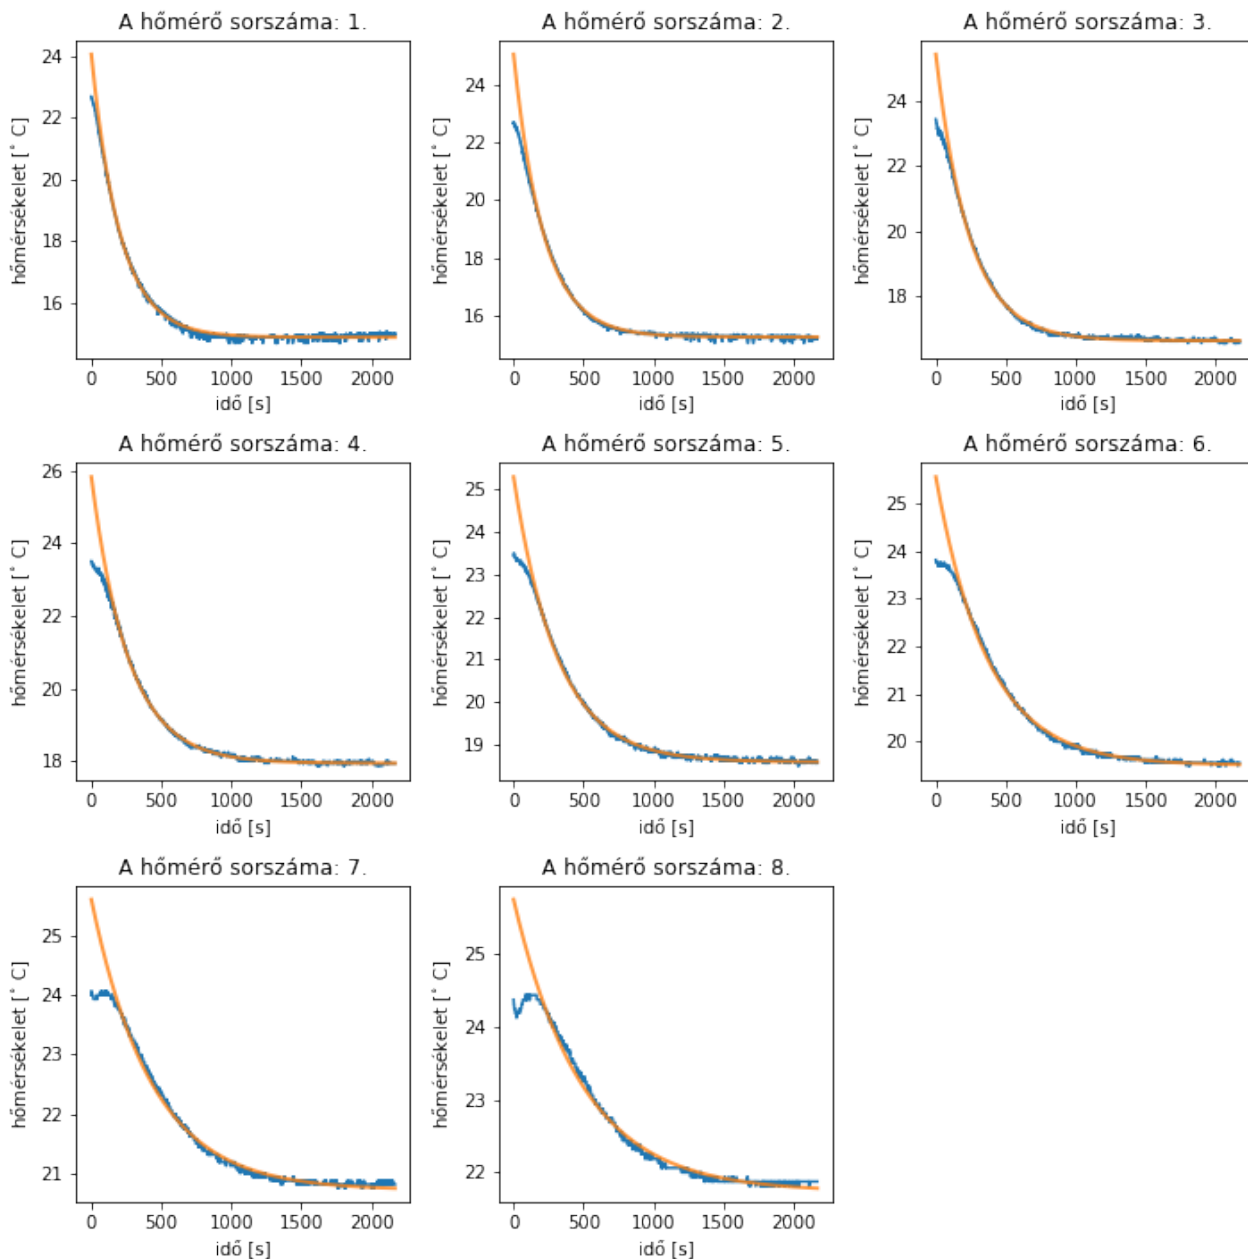 A hőmérő sorszáma: 1.
24
22
20
18
16
hőmérsékelet [° C]
0 500 1000 1500 2000
idő [s]
A hőmérő sorszáma: 2.
24
22
20
18
16
hőmérsékelet [° C]
0 500 1000 1500 2000
idő [s]
A hőmérő sorszáma: 3.
24
22
20
18
hőmérsékelet [° C]
0 500 1000 1500 2000
idő [s]
A hőmérő sorszáma: 4.
26
24
22
20
18
hőmérsékelet [° C]
0 500 1000 1500 2000
idő [s]
A hőmérő sorszáma: 5.
25
24
23
22
21
20
19
hőmérsékelet [° C]
0 500 1000 1500 2000
idő [s]
A hőmérő sorszáma: 6.
25
24
23
22
21
20
hőmérsékelet [° C]
0 500 1000 1500 2000
idő [s]
A hőmérő sorszáma: 7.
25
24
23
22
21
hőmérsékelet [° C]
0 500 1000 1500 2000
idő [s]
A hőmérő sorszáma: 8.
25
24
23
22
hőmérsékelet [° C]
0 500 1000 1500 2000
idő [s]